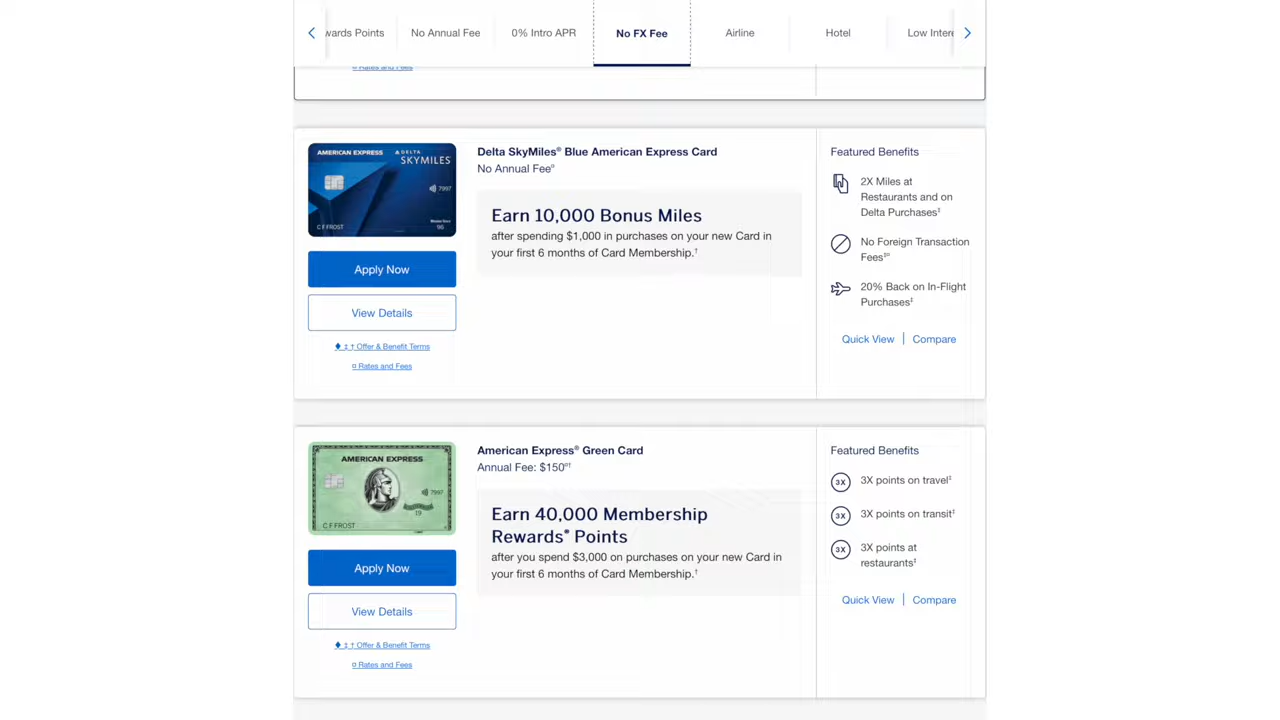 wards Points
No Annual Fee
0% Intro APR
No FX Fee
Airline
Hotel
Low Intere
¤ Rates and Fees
AMERICAN EXPRESS
DELTA
SKYMILES
7997
C F FROST
96
Delta SkyMiles® Blue American Express Card
No Annual Fee¤
Earn 10,000 Bonus Miles
after spending $1,000 in purchases on your new Card in
your first 6 months of Card Membership.†
Apply Now
View Details
♦ ‡ † Offer & Benefit Terms
¤ Rates and Fees
Featured Benefits
2X Miles at
Restaurants and on
Delta Purchases‡
No Foreign Transaction
Fees‡¤
20% Back on In-Flight
Purchases‡
Quick View | Compare
AMERICAN EXPRESS
7997
19
C F FROST
American Express® Green Card
Annual Fee: $150¤†
Earn 40,000 Membership
Rewards® Points
after you spend $3,000 on purchases on your new Card in
your first 6 months of Card Membership.†
Apply Now
View Details
♦ ‡ † Offer & Benefit Terms
¤ Rates and Fees
Featured Benefits
3X
3X points on travel‡
3X
3X points on transit‡
3X
3X points at
restaurants‡
Quick View | Compare